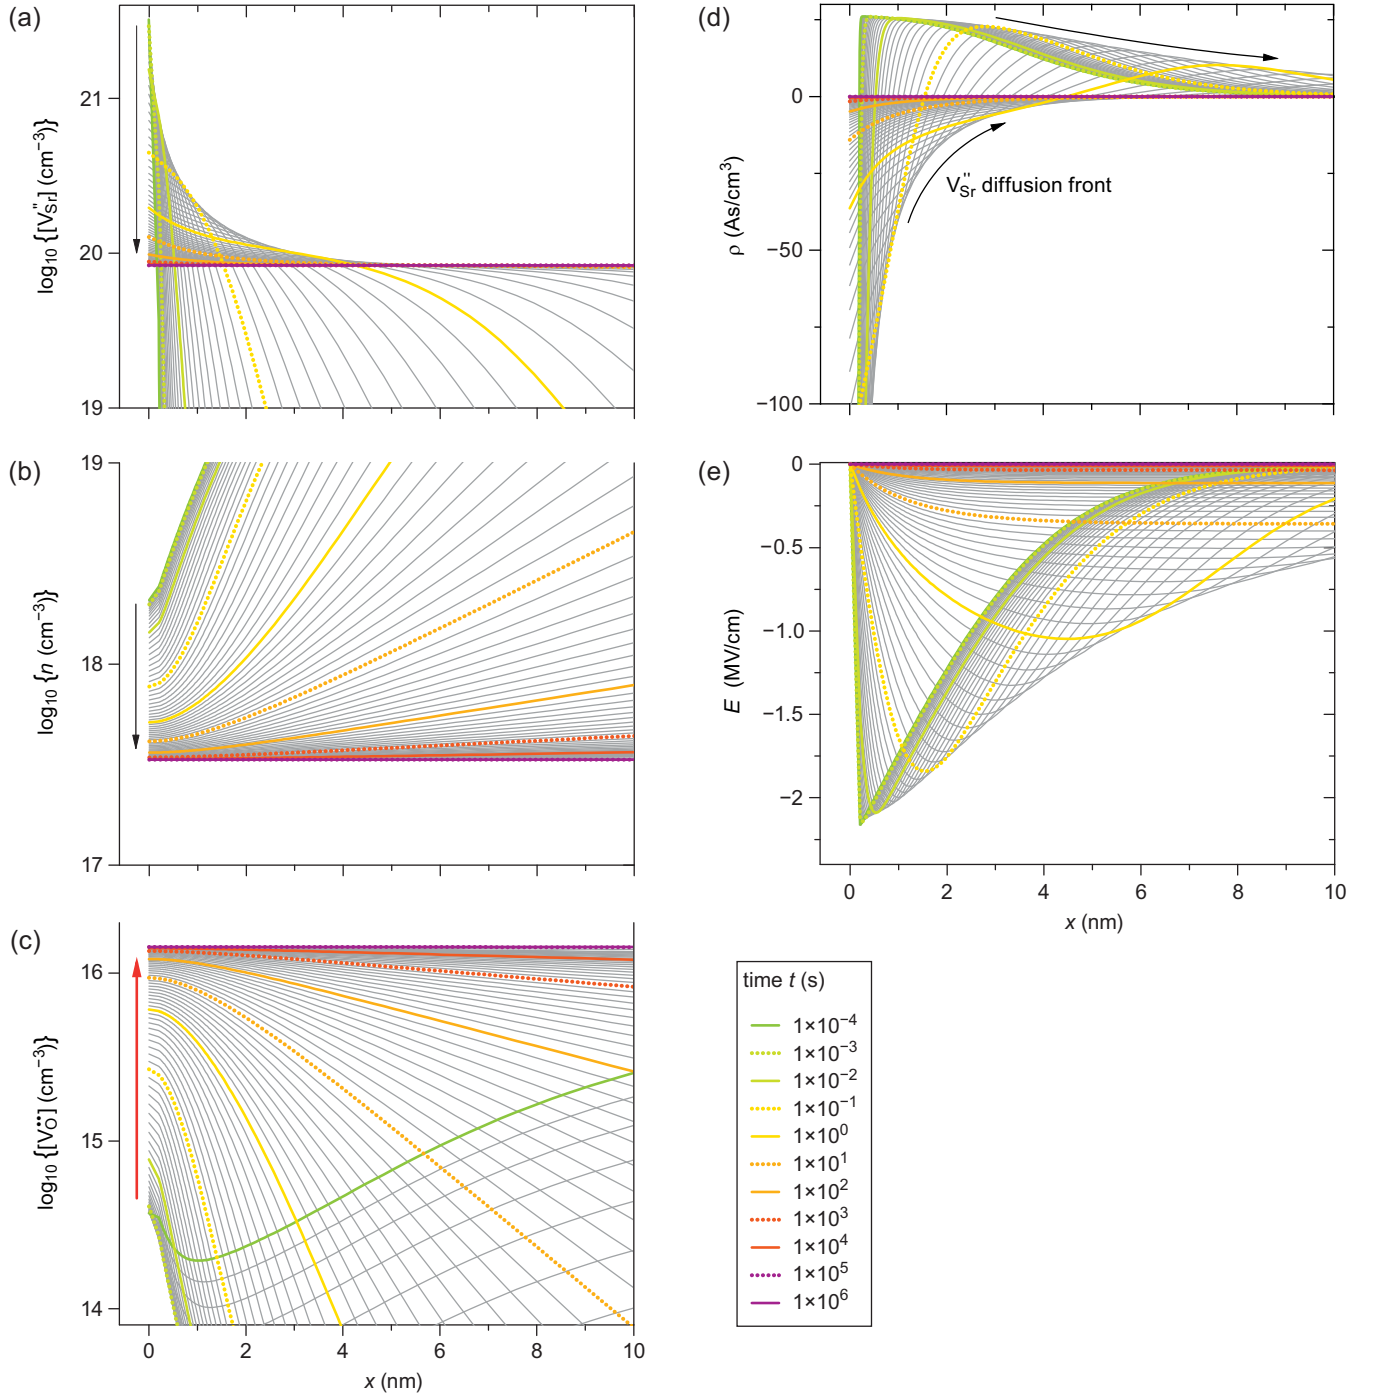 (a)
log₁₀ {[V''Sr] (cm⁻³)}
21
20
19
(b)
log₁₀ {n (cm⁻³)}
19
18
17
(c)
log₁₀ {[V••O] (cm⁻³)}
16
15
14
0 2 4 6 8 10
x (nm)
(d)
ρ (As/cm³)
0
−50
−100
V''Sr diffusion front
(e)
E (MV/cm)
0
−0.5
−1.0
−1.5
−2
0 2 4 6 8 10
x (nm)
time t (s)
1×10⁻⁴
1×10⁻³
1×10⁻²
1×10⁻¹
1×10⁰
1×10¹
1×10²
1×10³
1×10⁴
1×10⁵
1×10⁶